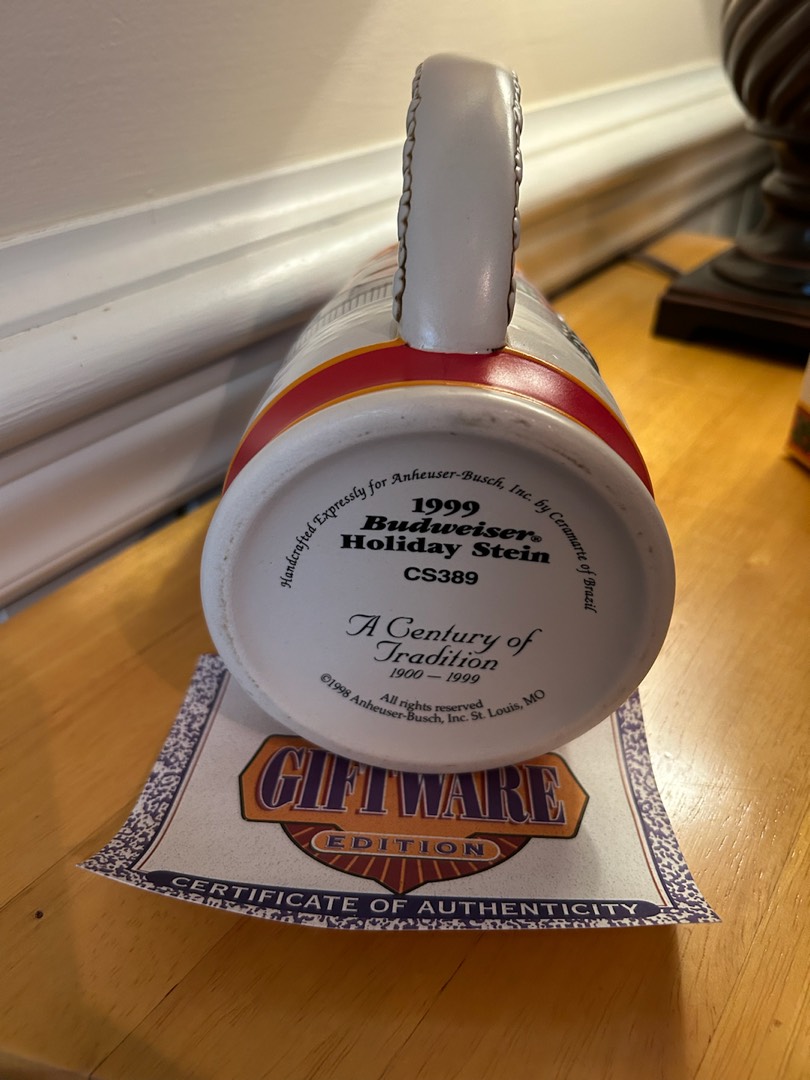 Handcrafted Expressly for Anheuser-Busch, Inc. by Ceramarte of Brazil
1999
Budweiser®
Holiday Stein
CS389
A Century of
Tradition
1900 — 1999
All rights reserved
©1998 Anheuser-Busch, Inc. St. Louis, MO
GIFTWARE
EDITION
CERTIFICATE OF AUTHENTICITY